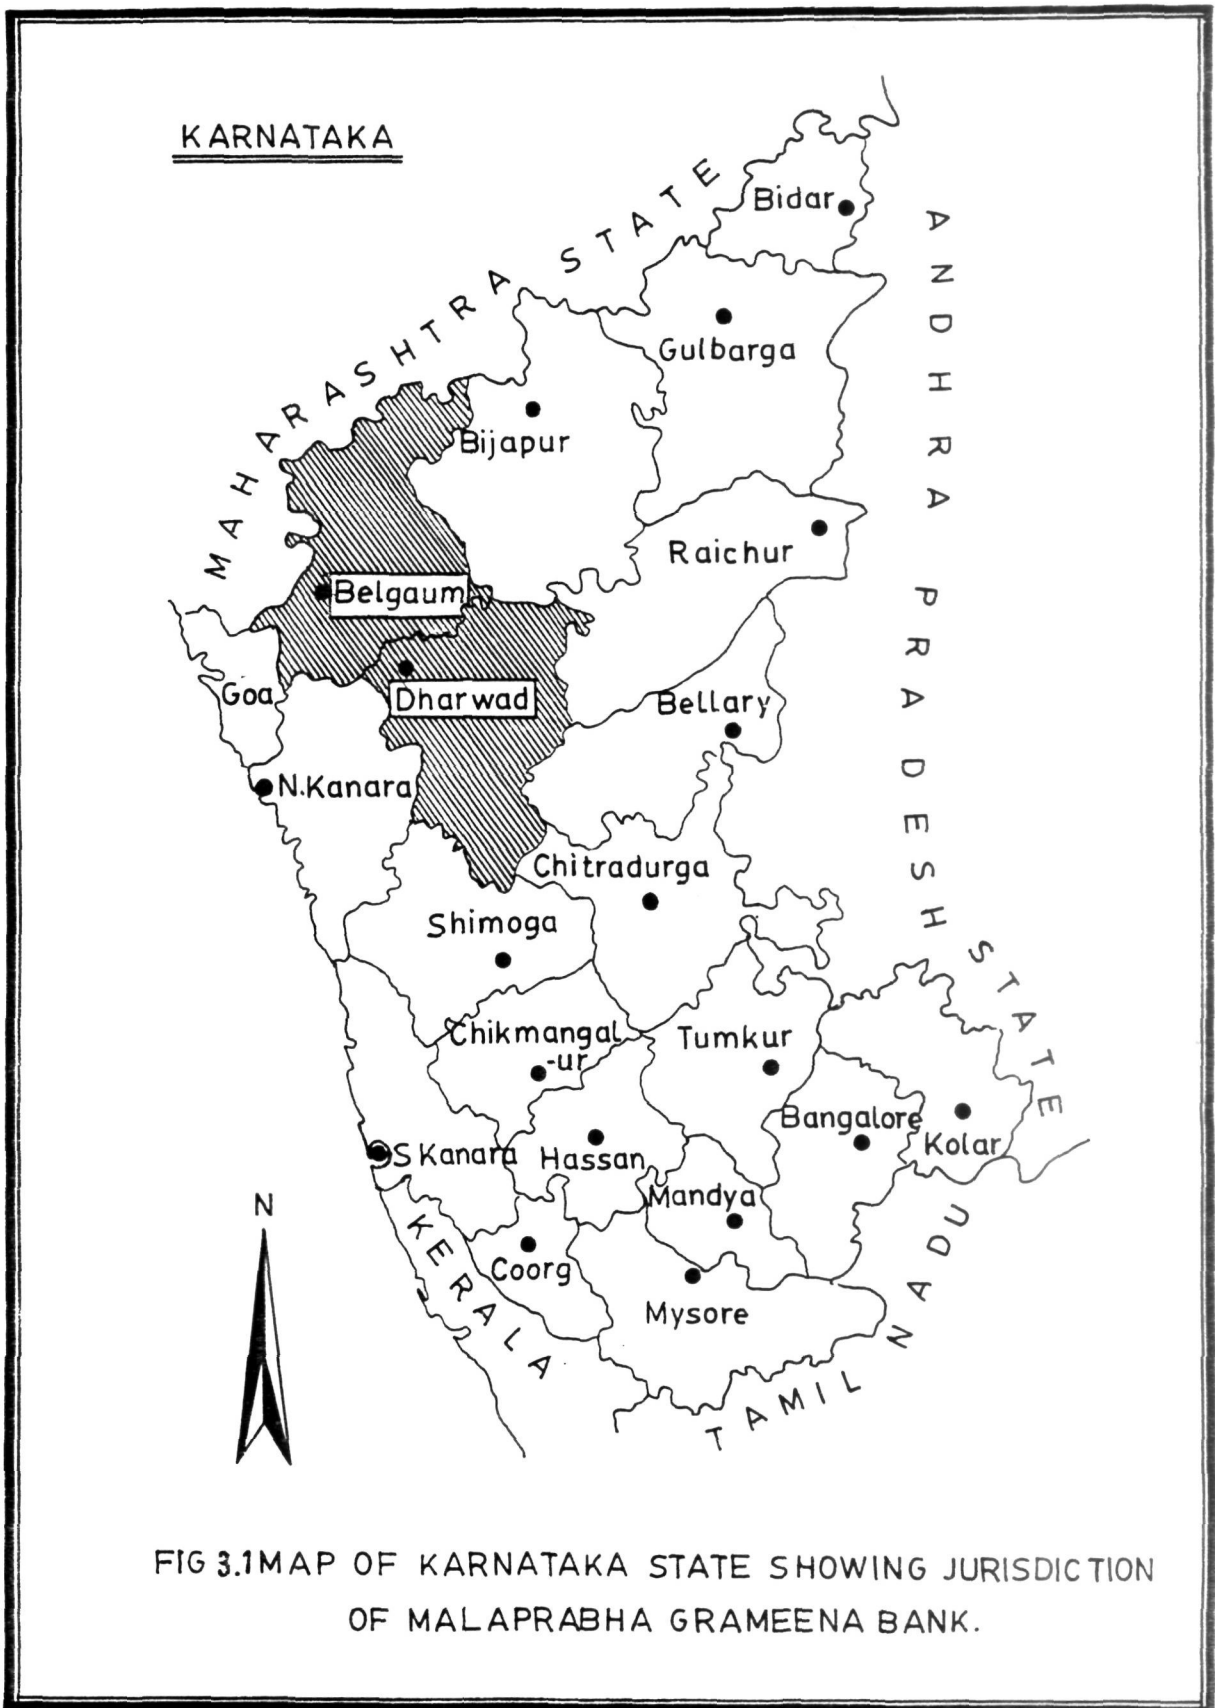 KARNATAKA
MAHARASHTRA STATE
Bidar
ANDHRA PRADESH STATE
Gulbarga
Bijapur
Raichur
Belgaum
Goa
Dharwad
Bellary
N.Kanara
Chitradurga
Shimoga
Chikmangal
-ur
Tumkur
Bangalore
Kolar
S Kanara
Hassan
Mandya
N
KERALA
Coorg
Mysore
TAMIL NADU
FIG 3.1 MAP OF KARNATAKA STATE SHOWING JURISDICTION
OF MALAPRABHA GRAMEENA BANK.